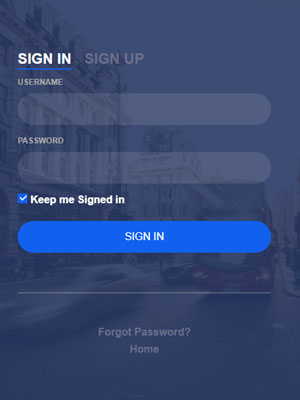 SIGN IN SIGN UP
USERNAME
PASSWORD
Keep me Signed in
SIGN IN
Forgot Password?
Home